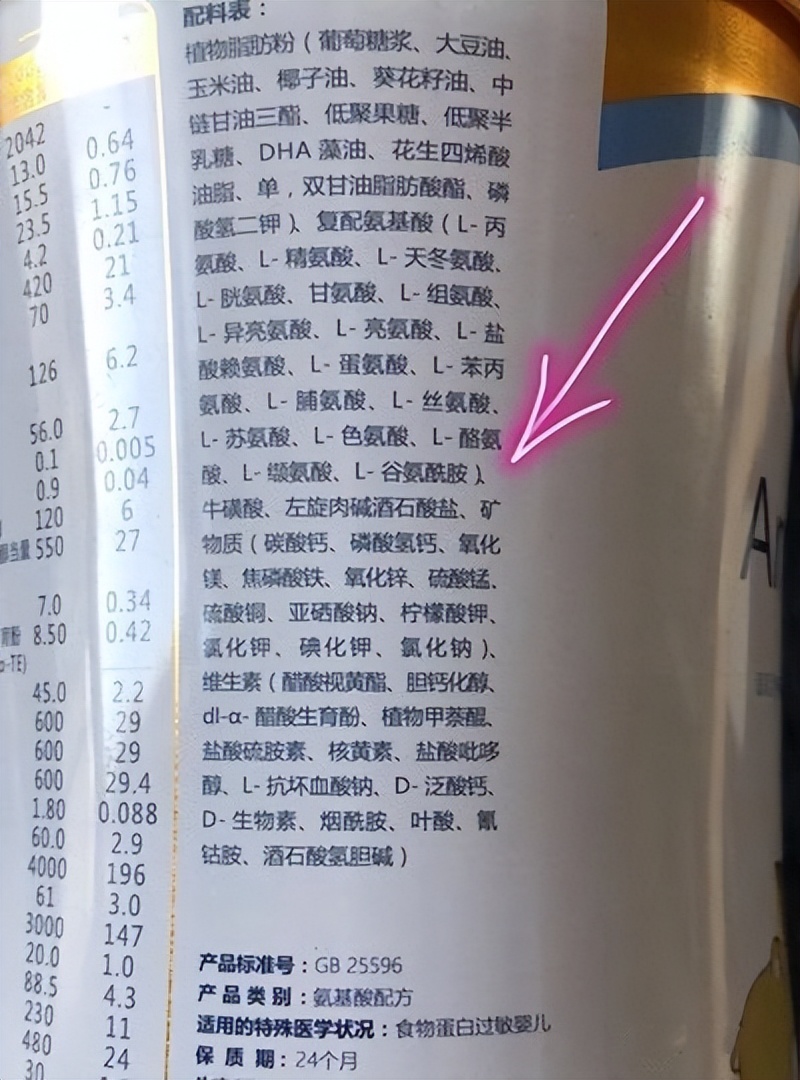 2042 -
13.0 0.64
15.5 0.76
23.5 1.15
4.2 0.21
420 21
70 3.4
126 6.2
56.0 2.7
0.1 0.005
0.9 0.04
120 6
当量 550 27
7.0 0.34
8.50 0.42
α-TE)
45.0 2.2
600 29
600 29
600 29.4
1.80 0.088
60.0 2.9
4000 196
61 3.0
3000 147
20.0 1.0
88.5 4.3
230 11
480 24
30
配料表：
植物脂肪粉（葡萄糖浆、大豆油、
玉米油、椰子油、葵花籽油、中
链甘油三酯、低聚果糖、低聚半
乳糖、DHA 藻油、花生四烯酸
油脂、单，双甘油脂肪酸酯、磷
酸氢二钾）、复配氨基酸（L- 丙
氨酸、L- 精氨酸、L- 天冬氨酸、
L- 胱氨酸、甘氨酸、L- 组氨酸、
L- 异亮氨酸、L- 亮氨酸、L- 盐
酸赖氨酸、L- 蛋氨酸、L- 苯丙
氨酸、L- 脯氨酸、L- 丝氨酸、
L- 苏氨酸、L- 色氨酸、L- 酪氨
酸、L- 缬氨酸、L- 谷氨酰胺）、
牛磺酸、左旋肉碱酒石酸盐、矿
物质（碳酸钙、磷酸氢钙、氧化
镁、焦磷酸铁、氧化锌、硫酸锰、
硫酸铜、亚硒酸钠、柠檬酸钾、
氯化钾、碘化钾、氯化钠）、
维生素（醋酸视黄酯、胆钙化醇、
dl-α- 醋酸生育酚、植物甲萘醌、
盐酸硫胺素、核黄素、盐酸吡哆
醇、L- 抗坏血酸钠、D- 泛酸钙、
D- 生物素、烟酰胺、叶酸、氰
钴胺、酒石酸氢胆碱）
产品标准号：GB 25596
产品类别：氨基酸配方
适用的特殊医学状况：食物蛋白过敏婴儿
保质期：24个月